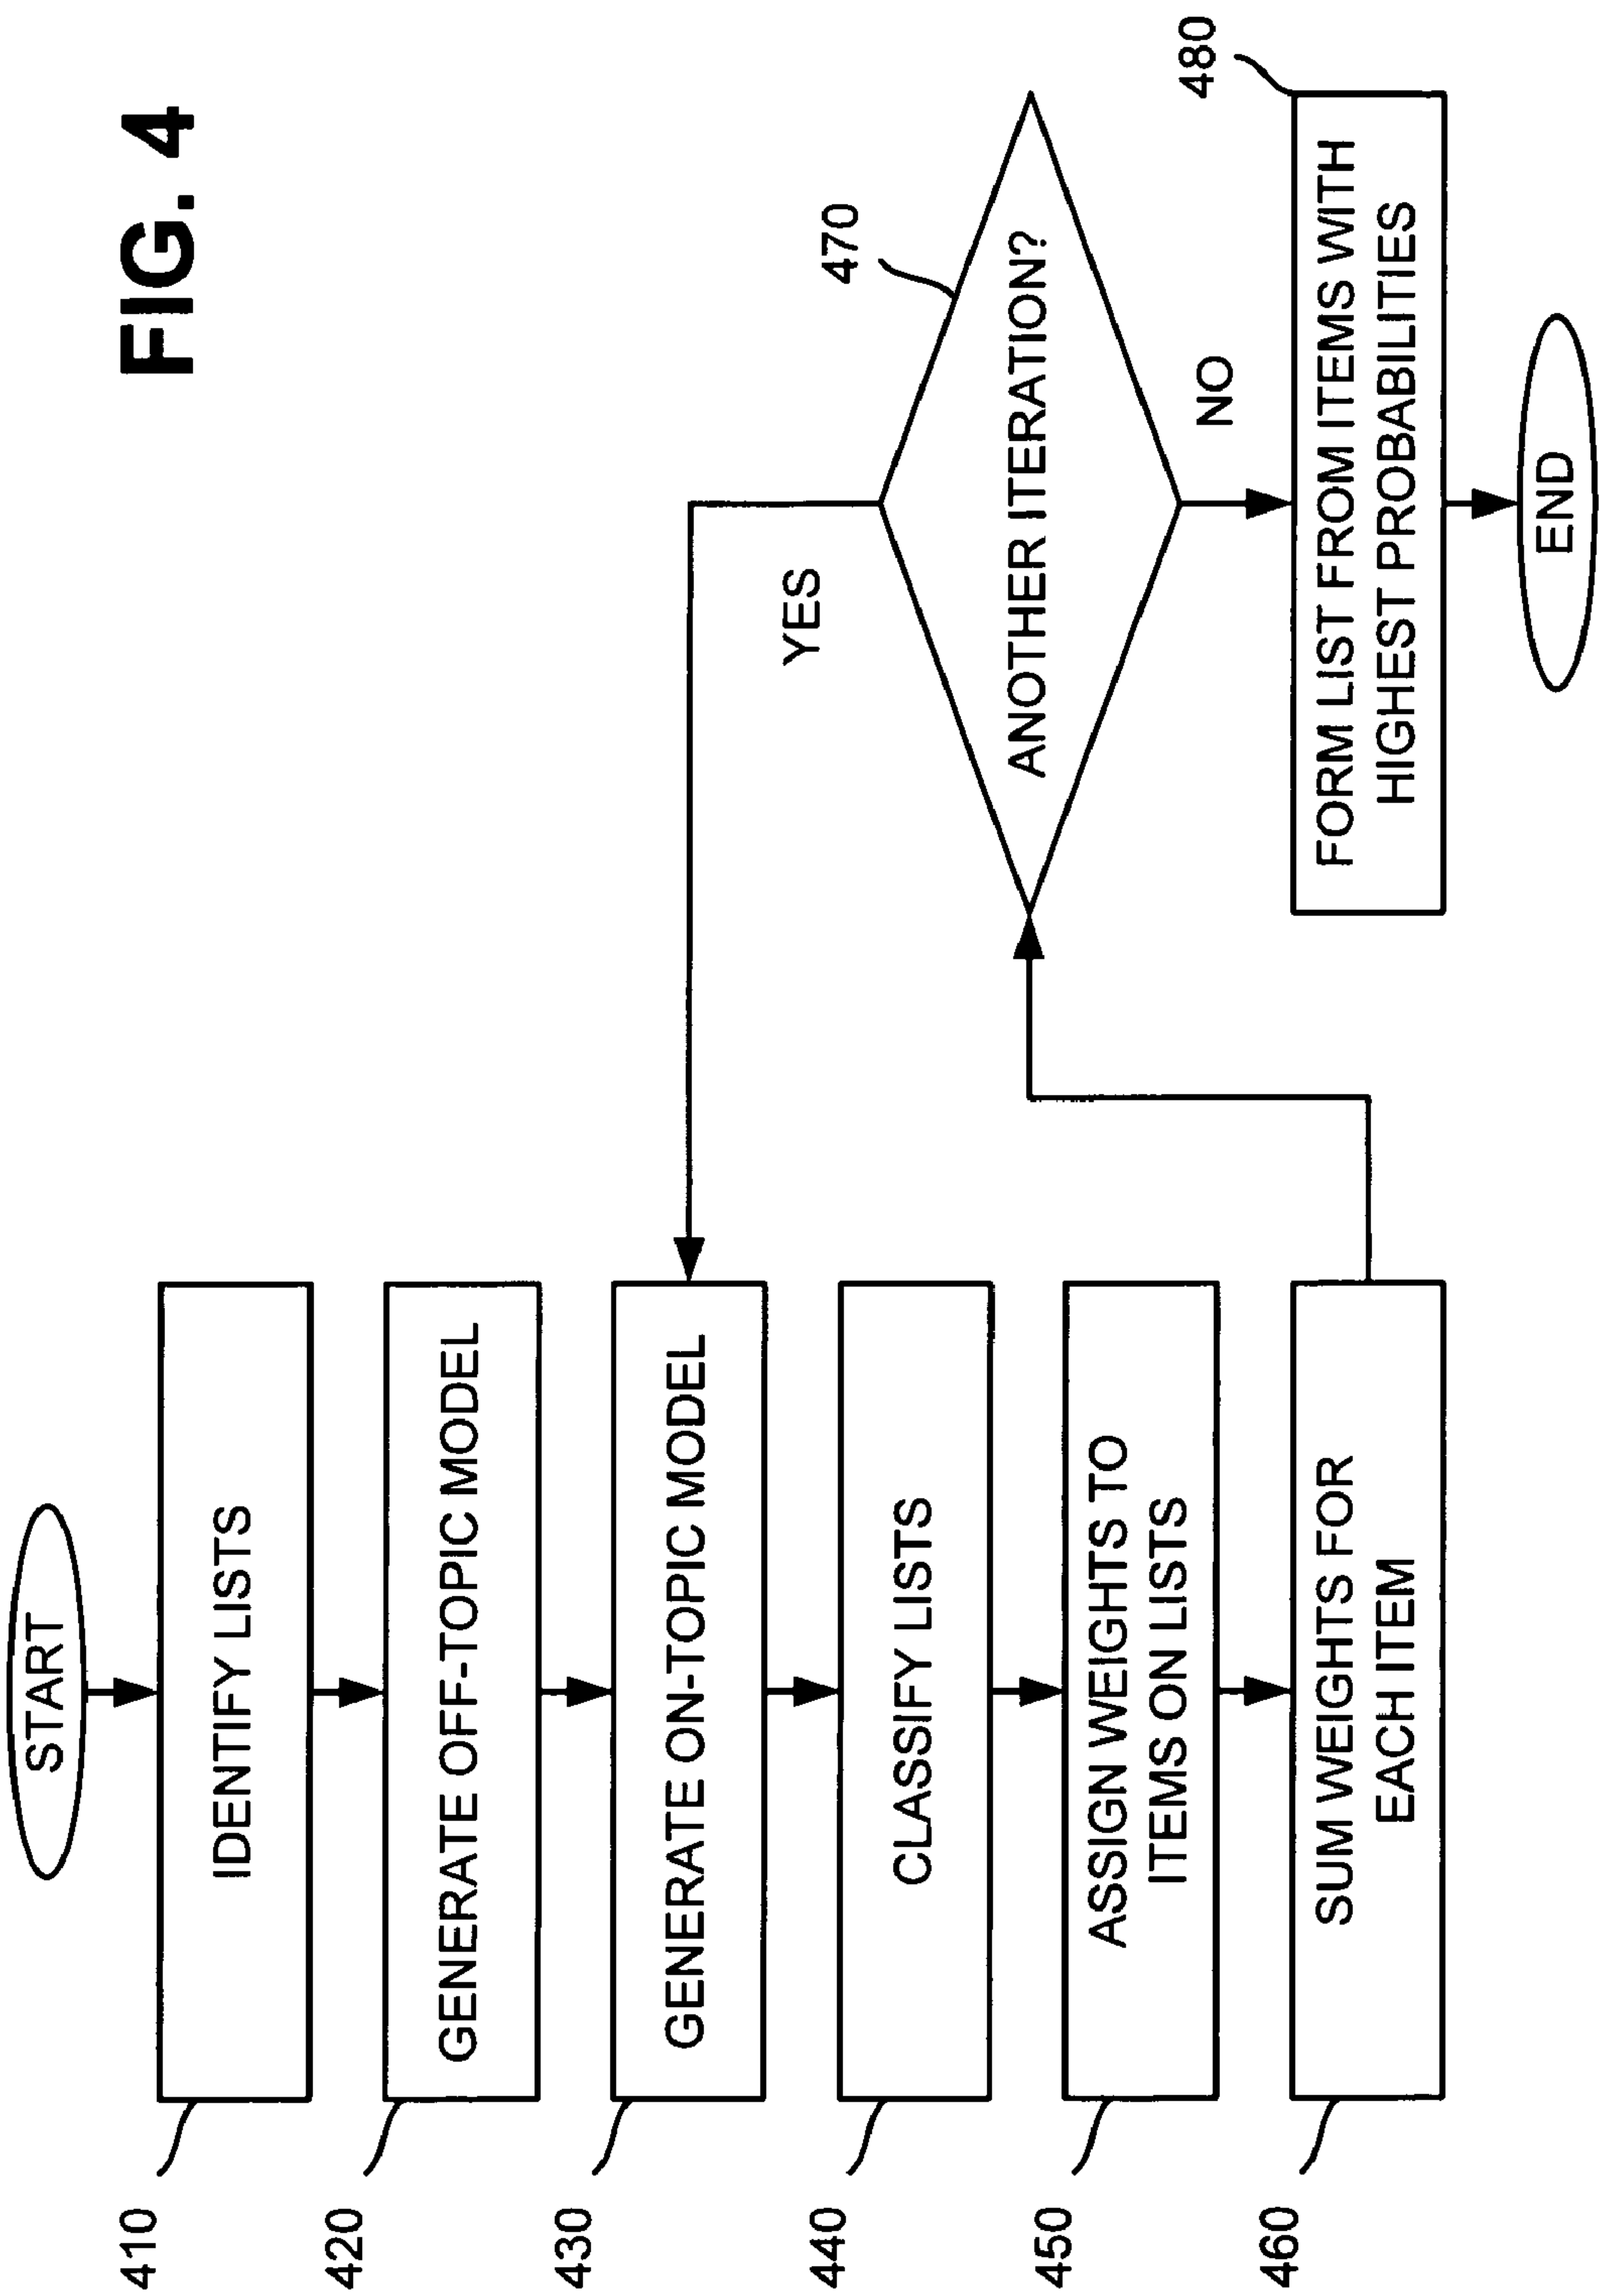 FIG. 4
START
410
IDENTIFY LISTS
420
GENERATE OFF-TOPIC MODEL
430
GENERATE ON-TOPIC MODEL
440
CLASSIFY LISTS
450
ASSIGN WEIGHTS TO
ITEMS ON LISTS
460
SUM WEIGHTS FOR
EACH ITEM
YES
470
ANOTHER ITERATION?
NO
480
FORM LIST FROM ITEMS WITH
HIGHEST PROBABILITIES
END